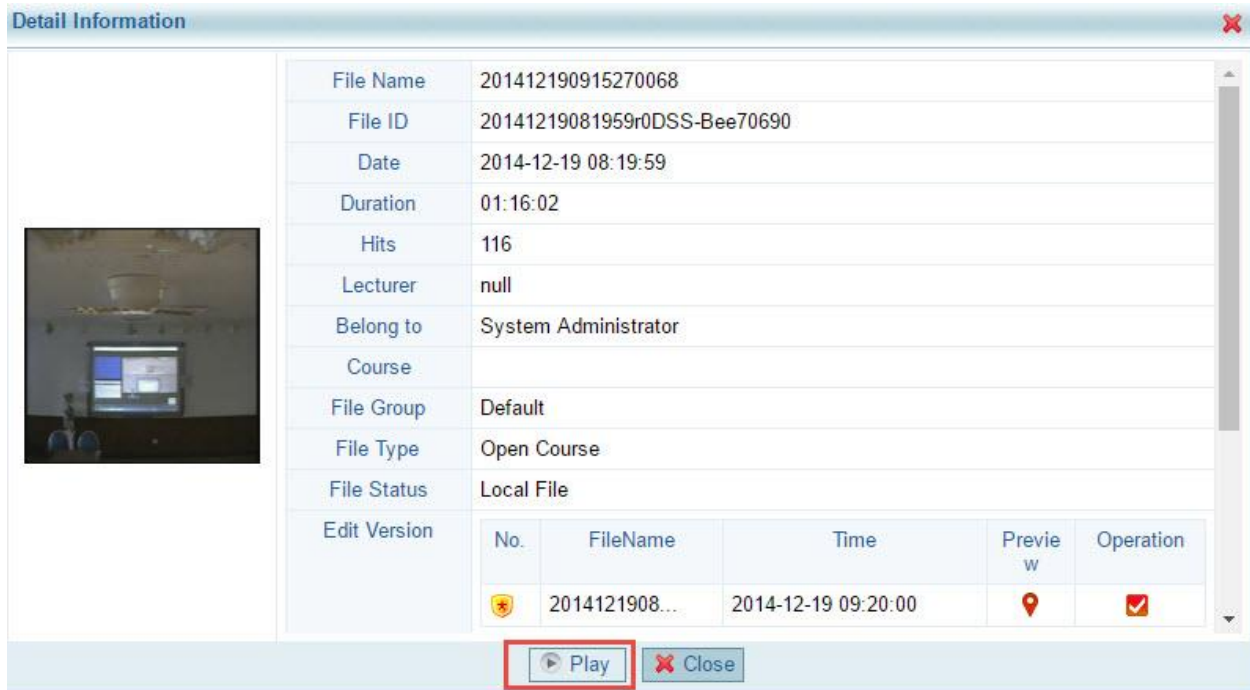 Detail Information
File Name 201412190915270068
File ID 20141219081959r0DSS-Bee70690
Date 2014-12-19 08:19:59
Duration 01:16:02
Hits 116
Lecturer null
Belong to System Administrator
Course
File Group Default
File Type Open Course
File Status Local File
Edit Version
No. FileName Time Previe Operation
w
2014121908... 2014-12-19 09:20:00
Play Close